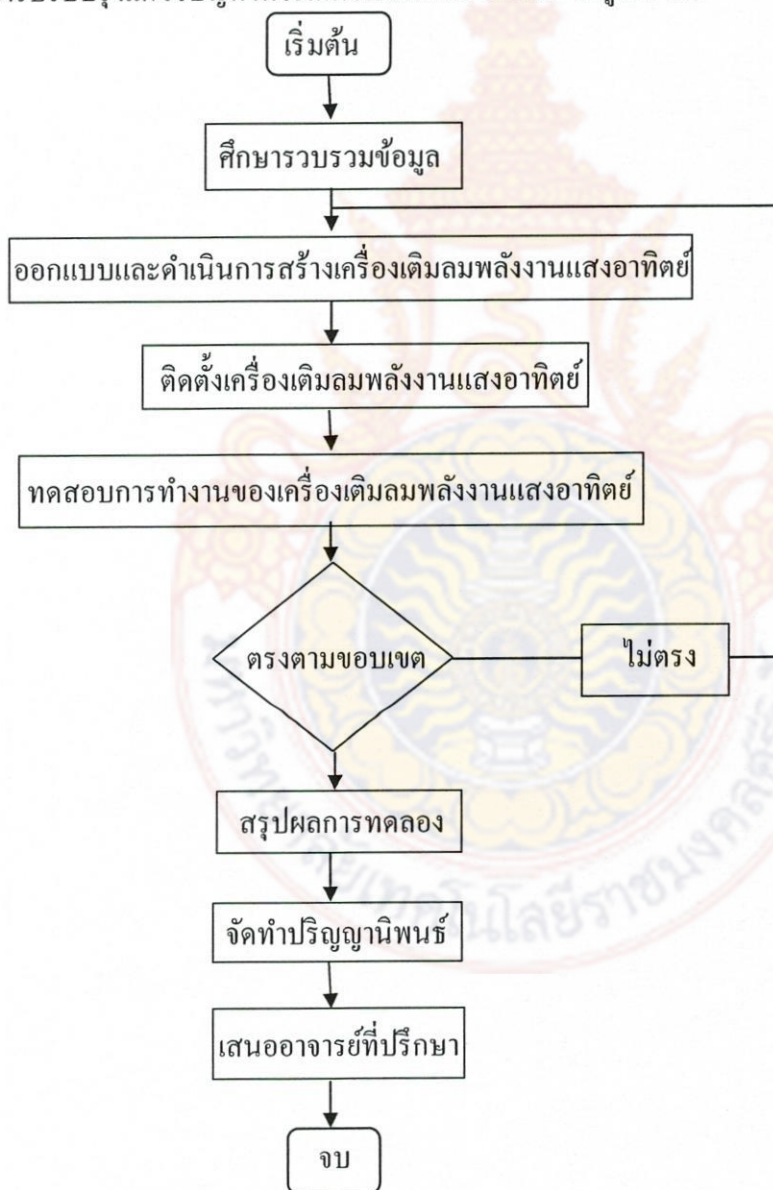 เริ่มต้น
ศึกษารวบรวมข้อมูล
ออกแบบและดำเนินการสร้างเครื่องเติมลมพลังงานแสงอาทิตย์
ติดตั้งเครื่องเติมลมพลังงานแสงอาทิตย์
ทดสอบการทำงานของเครื่องเติมลมพลังงานแสงอาทิตย์
ตรงตามขอบเขต
ไม่ตรง
สรุปผลการทดลอง
จัดทำปริญญานิพนธ์
เสนออาจารย์ที่ปรึกษา
จบ